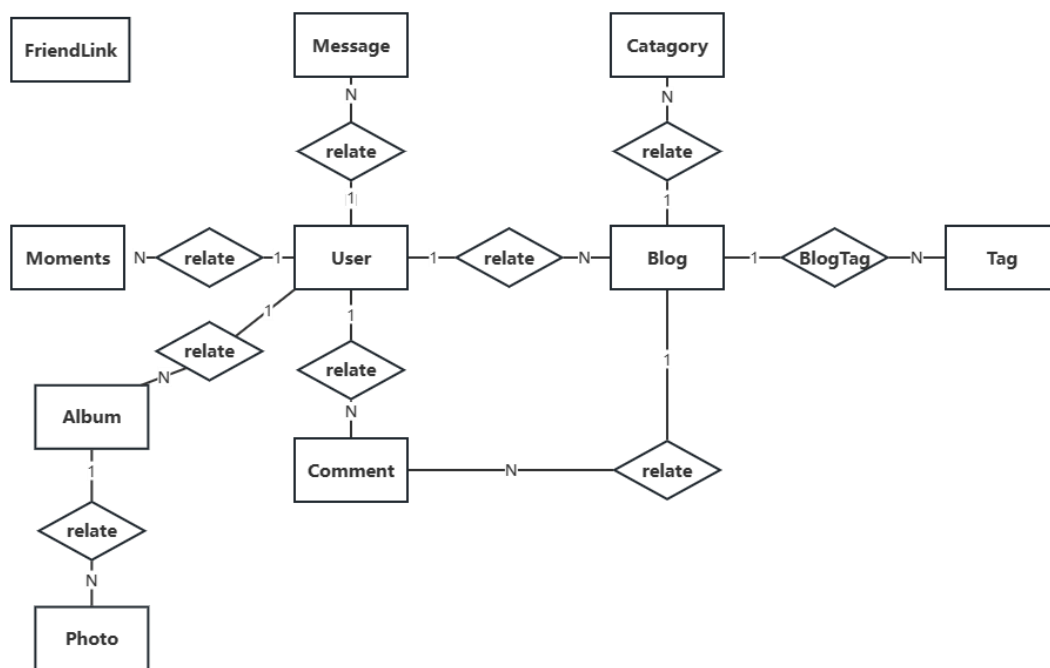 FriendLink
Message
Catagory
N
N
relate
relate
1
1
Moments
N
relate
1
User
1
relate
N
Blog
1
BlogTag
N
Tag
1
1
1
relate
relate
N
N
Album
Comment
N
relate
1
relate
N
Photo